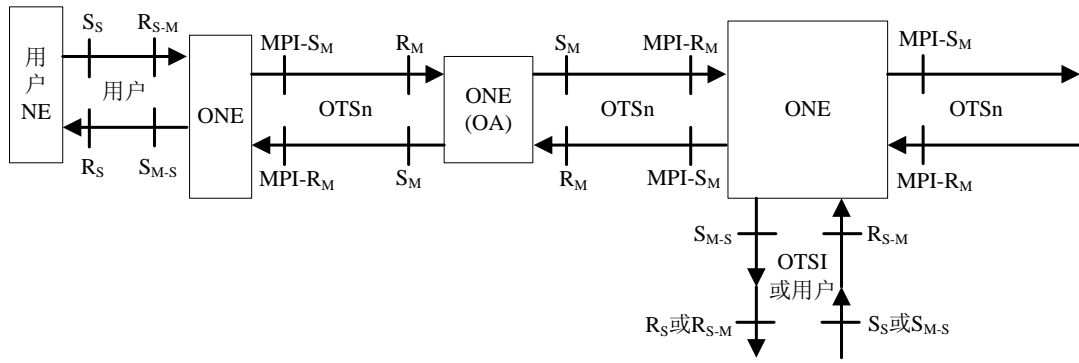 用
户
NE
S_S
R_S-M
用户
R_S
S_M-S
ONE
MPI-S_M
R_M
OTSn
MPI-R_M
S_M
ONE
(OA)
S_M
MPI-R_M
OTSn
R_M
MPI-S_M
ONE
MPI-S_M
OTSn
MPI-R_M
S_M-S
R_S-M
OTSI
或用户
R_S或R_S-M
S_S或S_M-S